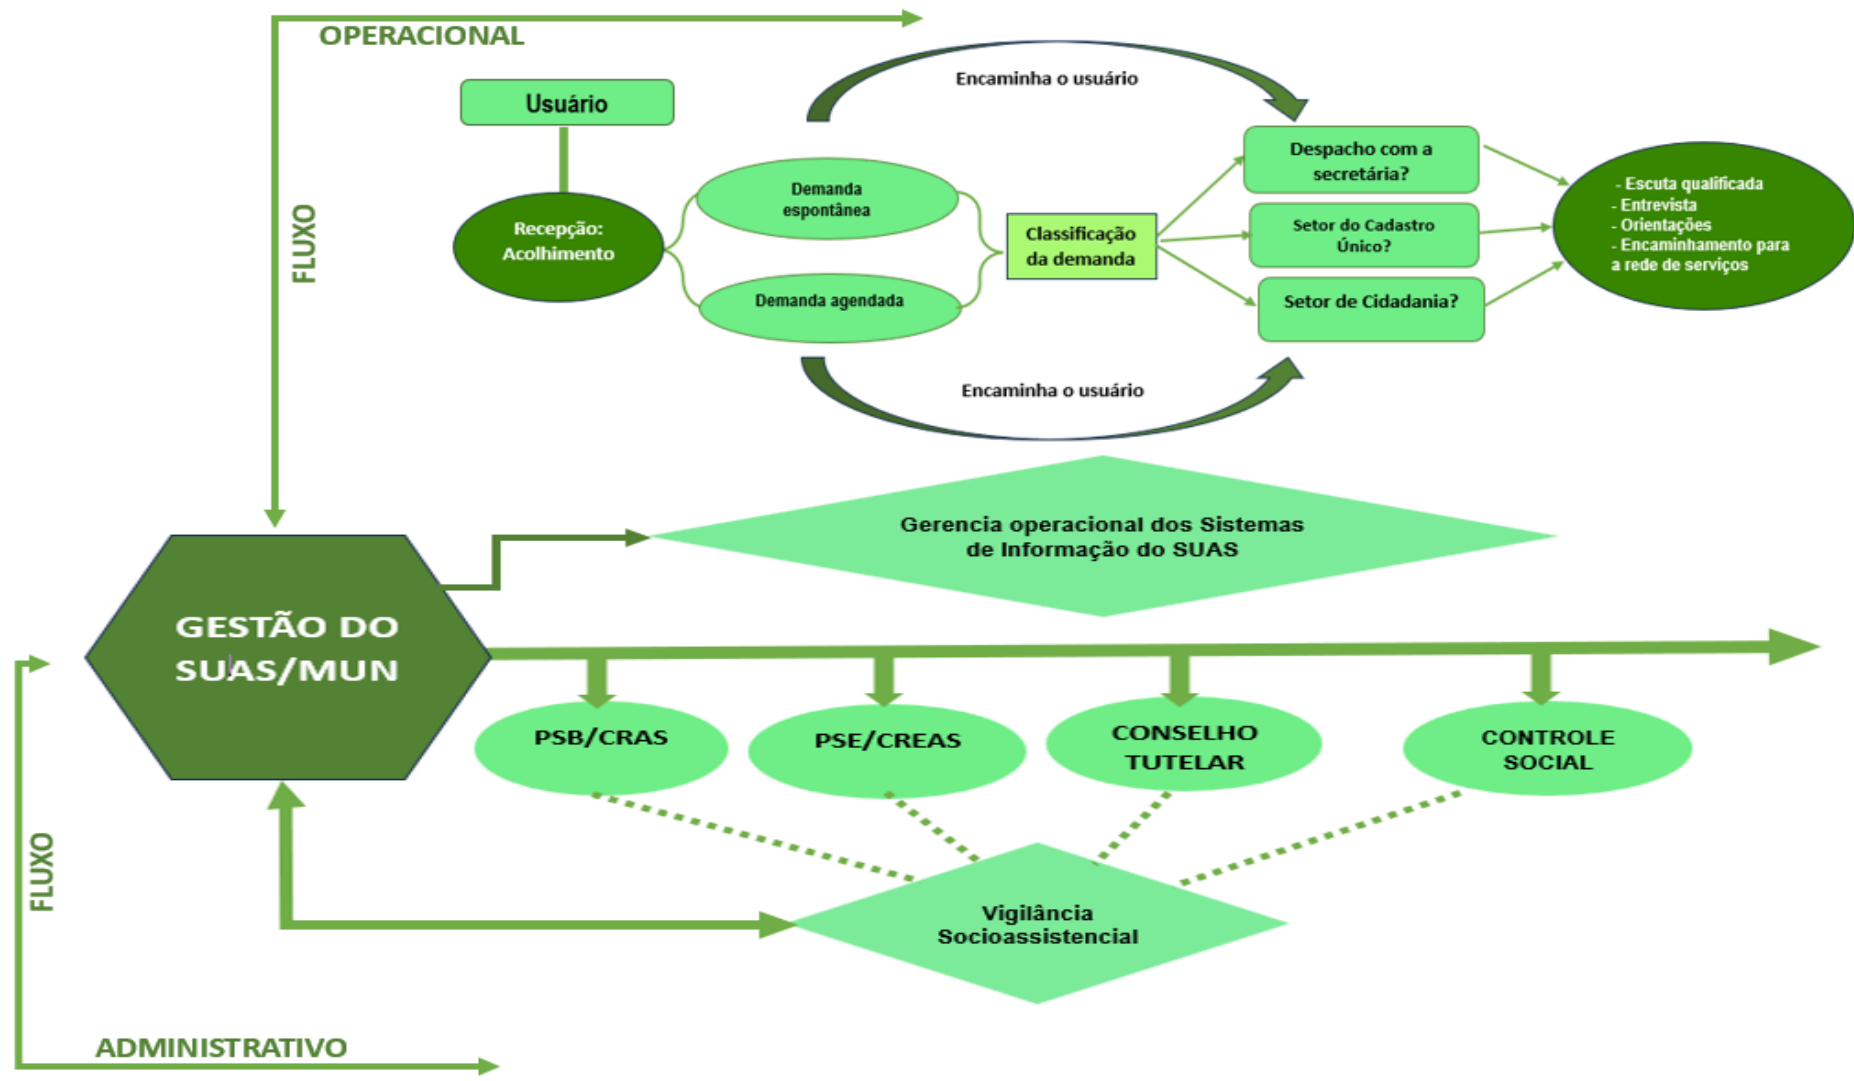 OPERACIONAL
FLUXO
Usuário
Recepção:
Acolhimento
Demanda
espontânea
Demanda agendada
Encaminha o usuário
Classificação
da demanda
Despacho com a
secretária?
Setor do Cadastro
Único?
Setor de Cidadania?
Encaminha o usuário
- Escuta qualificada
- Entrevista
- Orientações
- Encaminhamento para
a rede de serviços
Gerencia operacional dos Sistemas
de Informação do SUAS
GESTÃO DO
SUAS/MUN
PSB/CRAS
PSE/CREAS
CONSELHO
TUTELAR
CONTROLE
SOCIAL
Vigilância
Socioassistencial
FLUXO
ADMINISTRATIVO